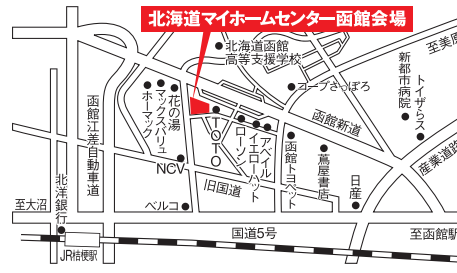 北海道マイホームセンター函館会場
北海道函館
高等支援学校
至美原
コープさっぽろ
トイザらス
新都市病院
花の湯
マックスバリュ
ホーマック
函館新道
TOTO
アベイル
イエローハット
ローソン
函館江差自動車道
函館トヨペット
蔦屋書店
日産
産業道路
NCV
旧国道
ベルコ
至大沼
北洋銀行
国道5号
至函館駅
JR桔梗駅